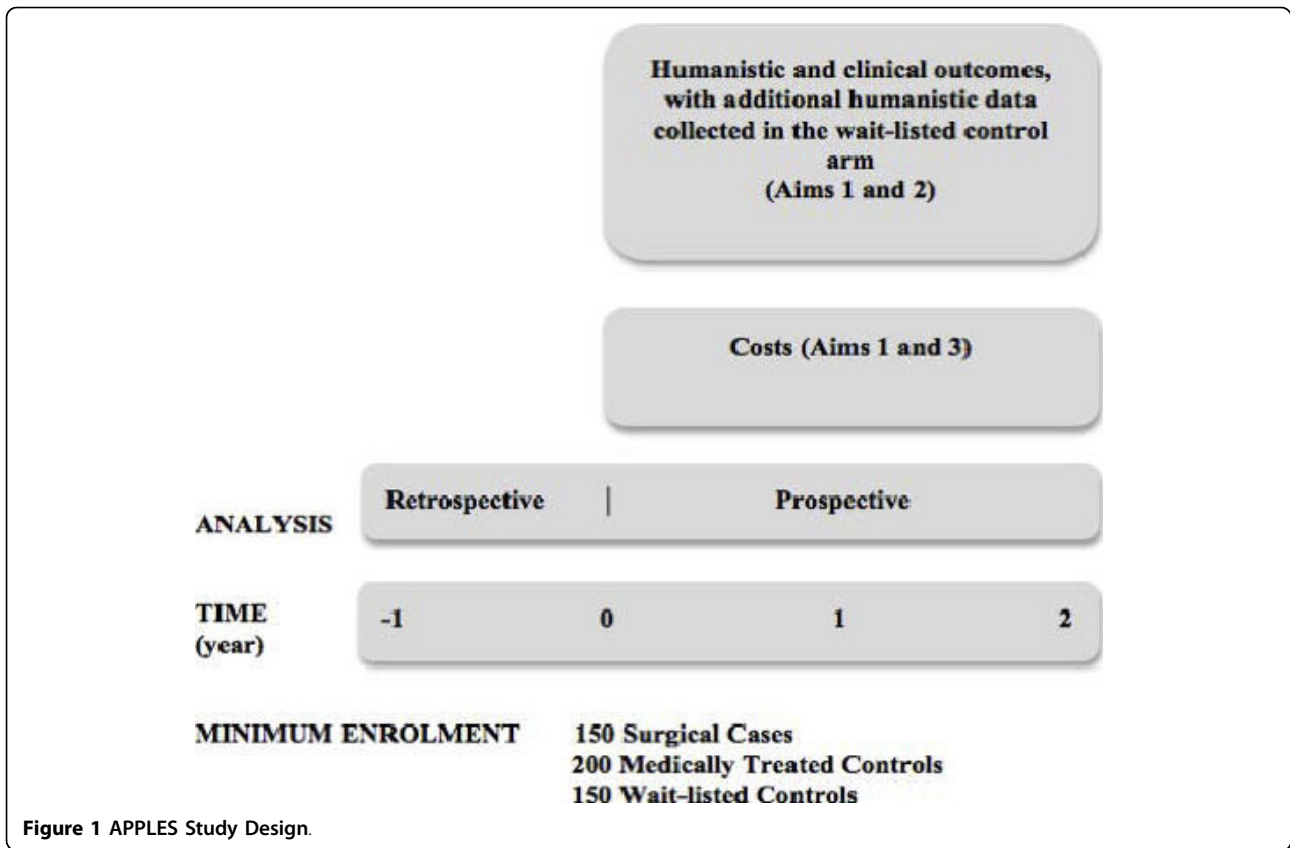 Humanistic and clinical outcomes,
with additional humanistic data
collected in the wait-listed control
arm
(Aims 1 and 2)
Costs (Aims 1 and 3)
ANALYSIS Retrospective | Prospective
TIME
(year) -1 0 1 2
MINIMUM ENROLMENT 150 Surgical Cases
200 Medically Treated Controls
150 Wait-listed Controls
Figure 1 APPLES Study Design.